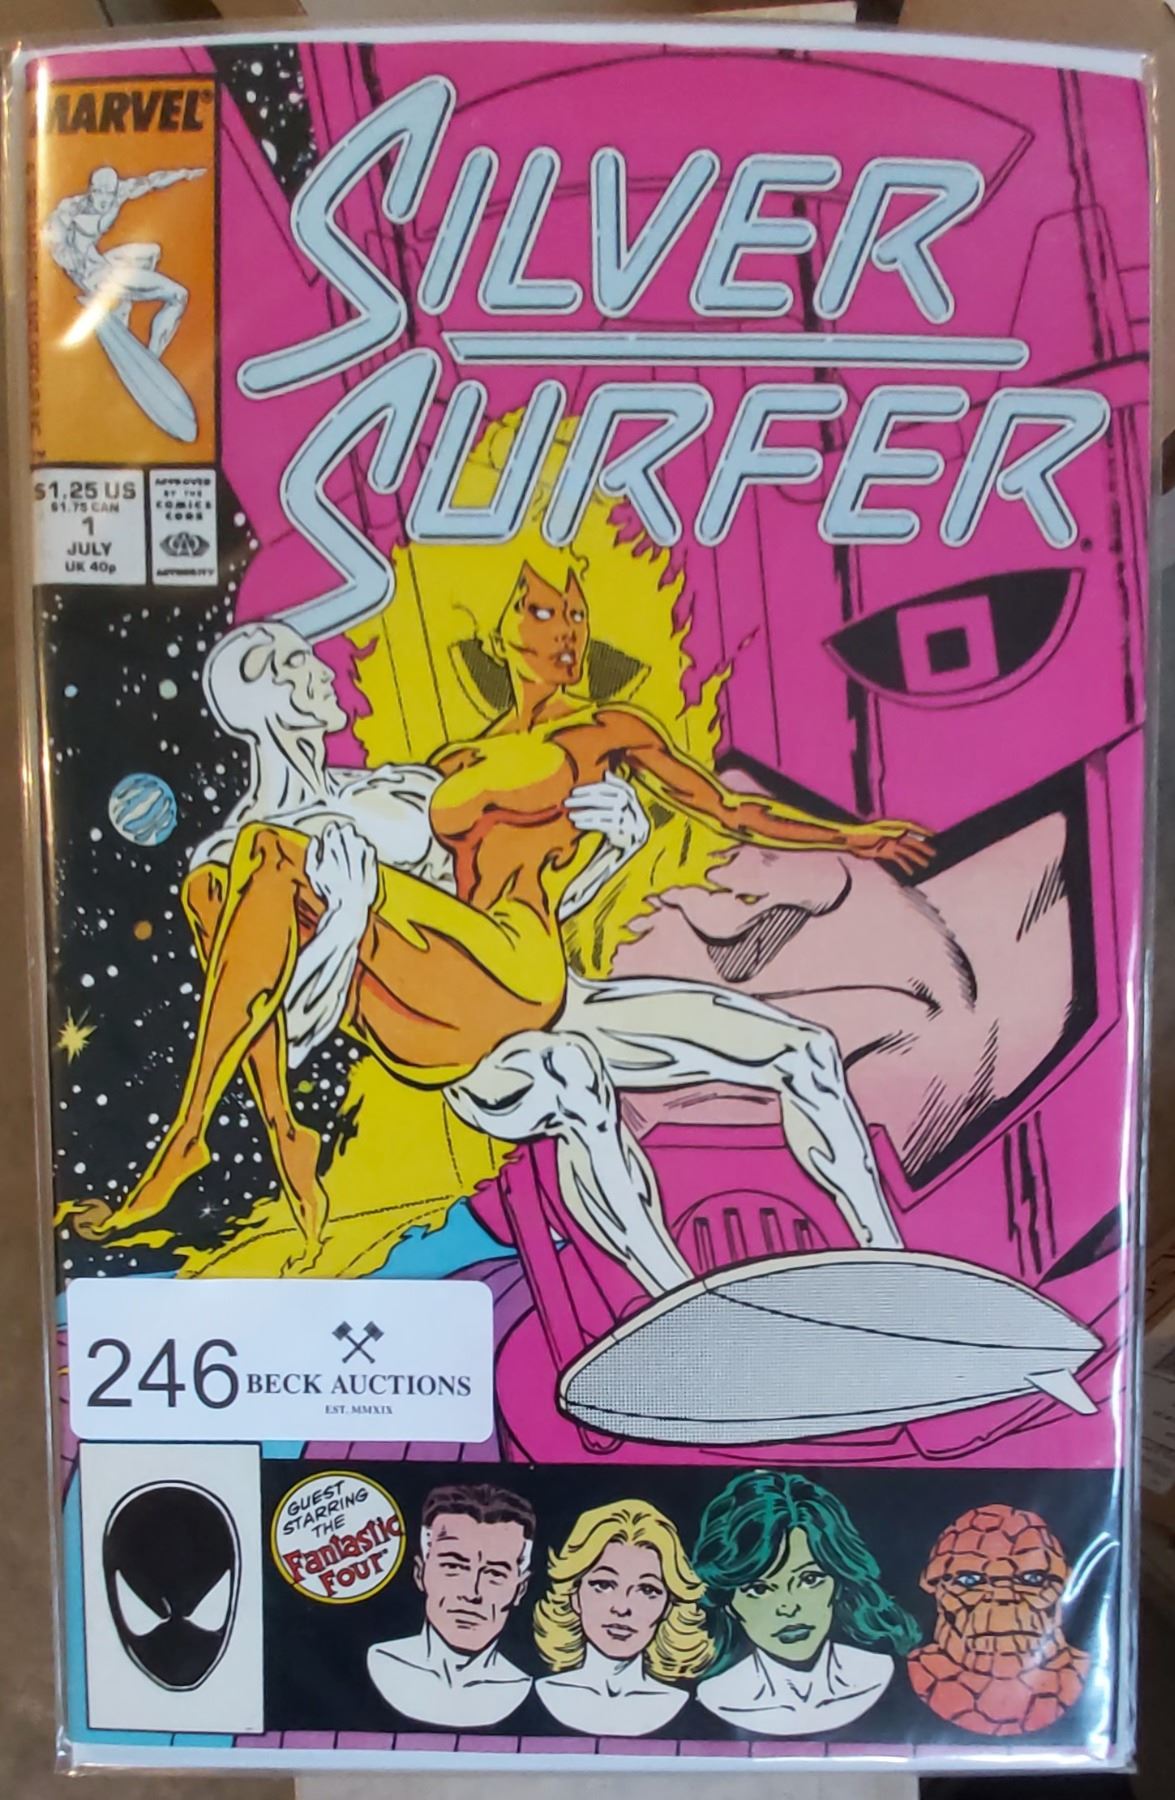 MARVEL®
SILVER
SURFER
$1.25 US
$1.75 CAN
1
JULY
UK 40p
APPROVED
BY THE
COMICS
CODE
AUTHORITY
246
BECK AUCTIONS
EST. MMXIX
GUEST
STARRING
THE
Fantastic
Four